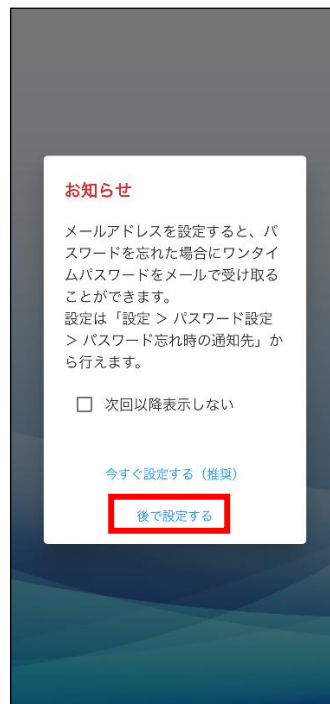 お知らせ
メールアドレスを設定すると、パ
スワードを忘れた場合にワンタイ
ムパスワードをメールで受け取る
ことができます。
設定は「設定 > パスワード設定
> パスワード忘れ時の通知先」か
ら行えます。
次回以降表示しない
今すぐ設定する（推奨）
後で設定する